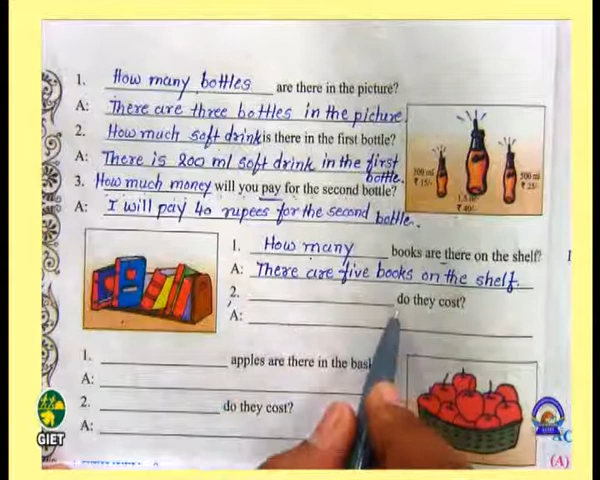 1. How many bottles are there in the picture?
A: There are three bottles in the picture.
2. How much soft drink is there in the first bottle?
A: There is 200 ml soft drink in the first bottle.
3. How much money will you pay for the second bottle?
A: I will pay 40 rupees for the second bottle.
200 ml
₹ 15/-
1.5 lit
₹ 40/-
500 ml
₹ 25/-
1. How many books are there on the shelf?
A: There are five books on the shelf.
2. do they cost?
A:
1. apples are there in the bas
A:
2. do they cost?
A:
GIET
AC
(A)